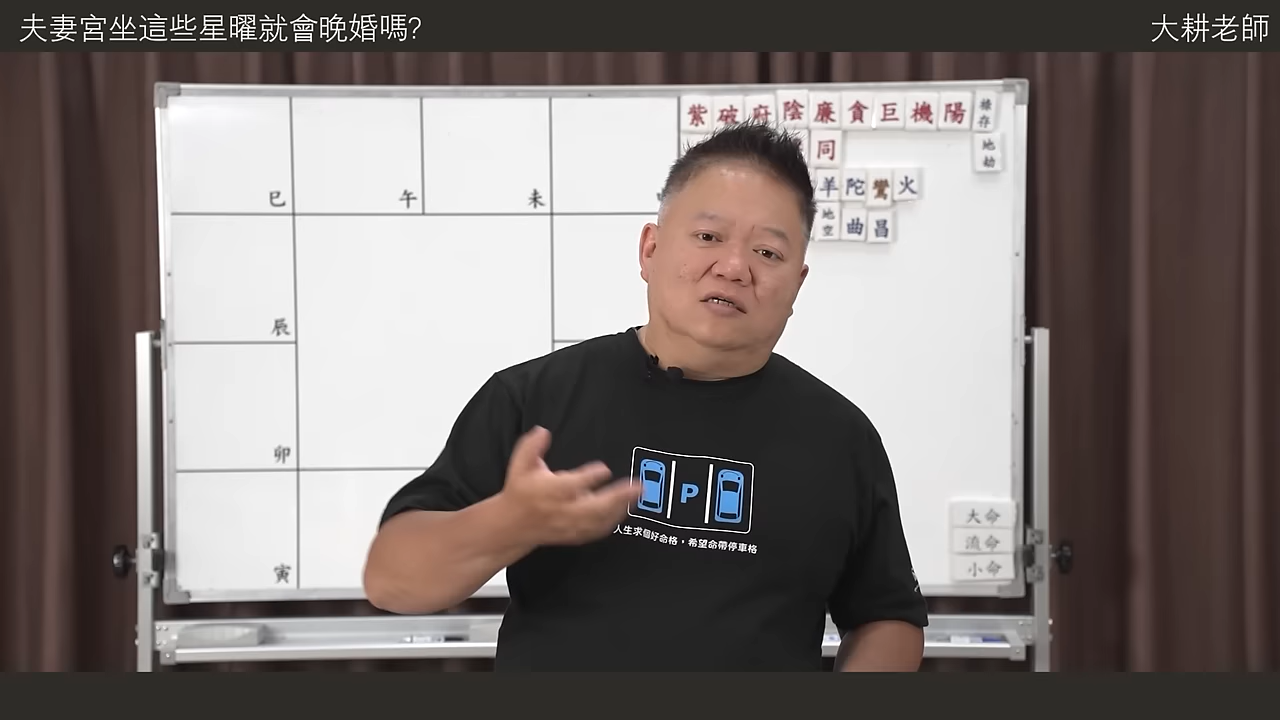 夫妻宮坐這些星曜就會晚婚嗎?
大耕老師
紫破府陰廉貪巨機陽
祿存
同
地劫
羊陀鸞火
地空
曲昌
巳
午
未
辰
卯
寅
P
人生求個好命格，希望命帶停車格
大命
流命
小命